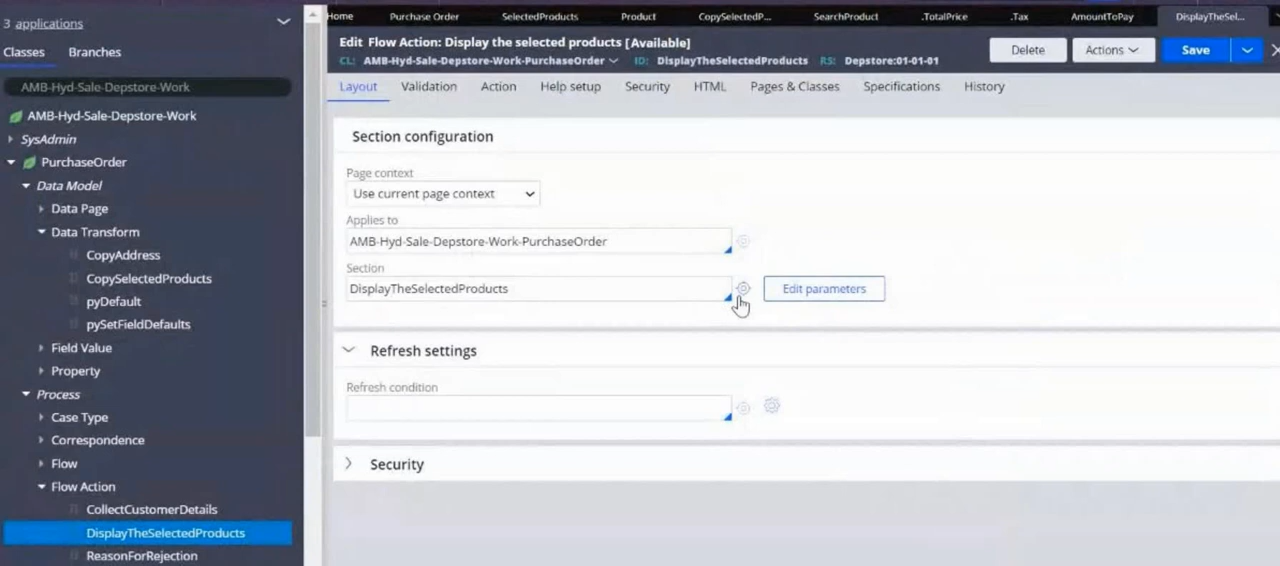 3 applications
Classes Branches
AMB-Hyd-Sale-Depstore-Work
AMB-Hyd-Sale-Depstore-Work
SysAdmin
PurchaseOrder
Data Model
Data Page
Data Transform
CopyAddress
CopySelectedProducts
pyDefault
pySetFieldDefaults
Field Value
Property
Process
Case Type
Correspondence
Flow
Flow Action
CollectCustomerDetails
DisplayTheSelectedProducts
ReasonForRejection
Home Purchase Order SelectedProducts Product CopySelectedP... SearchProduct .TotalPrice .Tax AmountToPay DisplayTheSel...
Edit Flow Action: Display the selected products [Available]
CL: AMB-Hyd-Sale-Depstore-Work-PurchaseOrder ID: DisplayTheSelectedProducts RS: Depstore:01-01-01
Delete Actions Save
Layout Validation Action Help setup Security HTML Pages & Classes Specifications History
Section configuration
Page context
Use current page context
Applies to
AMB-Hyd-Sale-Depstore-Work-PurchaseOrder
Section
DisplayTheSelectedProducts Edit parameters
Refresh settings
Refresh condition
Security